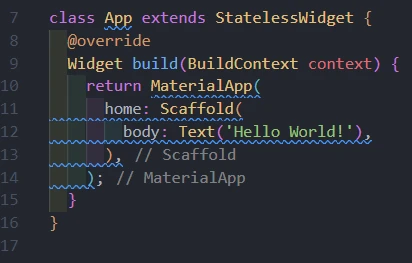 7 class App extends StatelessWidget {
8 @override
9 Widget build(BuildContext context) {
10 return MaterialApp(
11 home: Scaffold(
12 body: Text('Hello World!'),
13 ), // Scaffold
14 ); // MaterialApp
15 }
16 }
17